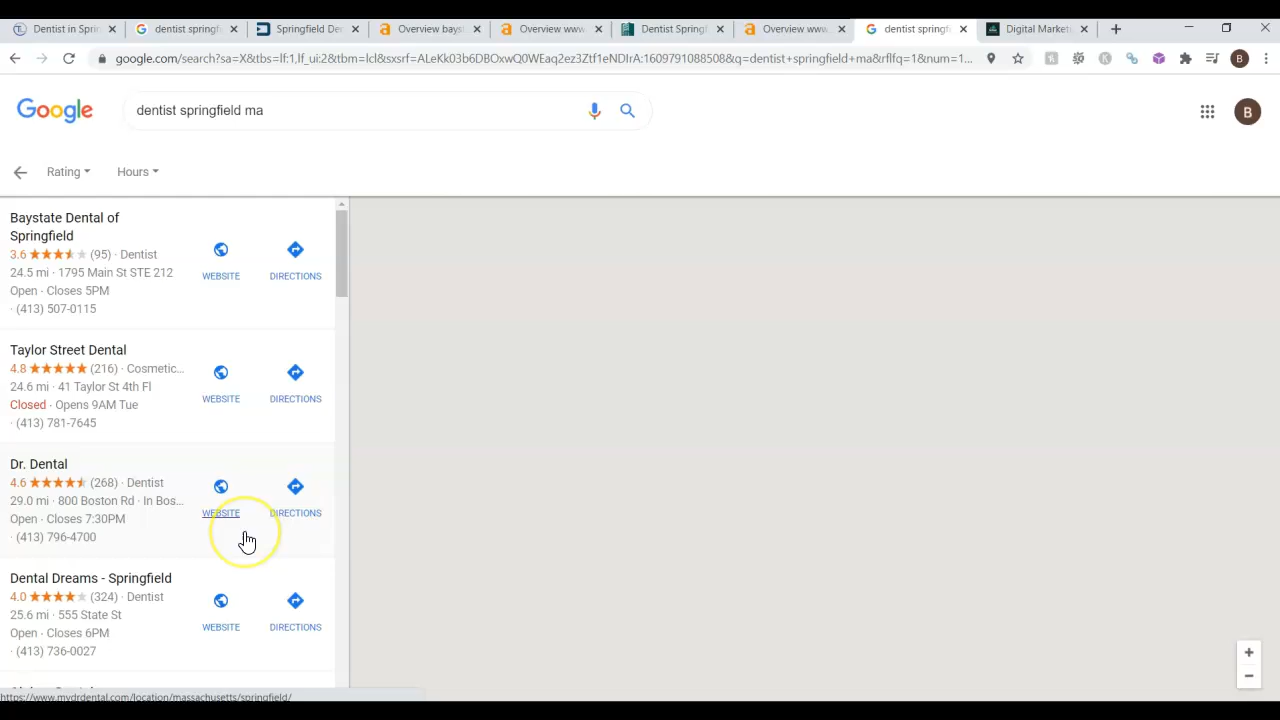 Dentist in Sprin
dentist springf
Springfield De
Overview bays
Overview www
Dentist Spring
Overview www.
dentist springf
Digital Market
google.com/search?sa=X&tbs=lf:1,lf_ui:2&tbm=lcl&sxsrf=ALeKk01b6DBOxwQ0WEaq2ez3Ztf1eNDIrA:1609791088508&q=dentist+springfield+ma&rflfq=1&num=1...
B
Google
dentist springfield ma
B
Rating
Hours
Baystate Dental of
Springfield
3.6 (95) · Dentist
24.5 mi · 1795 Main St STE 212
Open · Closes 5PM
· (413) 507-0115
WEBSITE
DIRECTIONS
Taylor Street Dental
4.8 (216) · Cosmetic...
24.6 mi · 41 Taylor St 4th Fl
Closed · Opens 9AM Tue
· (413) 781-7645
WEBSITE
DIRECTIONS
Dr. Dental
4.6 (268) · Dentist
29.0 mi · 800 Boston Rd · In Bos...
Open · Closes 7:30PM
· (413) 796-4700
WEBSITE
DIRECTIONS
Dental Dreams - Springfield
4.0 (324) · Dentist
25.6 mi · 555 State St
Open · Closes 6PM
· (413) 736-0027
WEBSITE
DIRECTIONS
https://www.mydrdental.com/location/massachusetts/springfield/